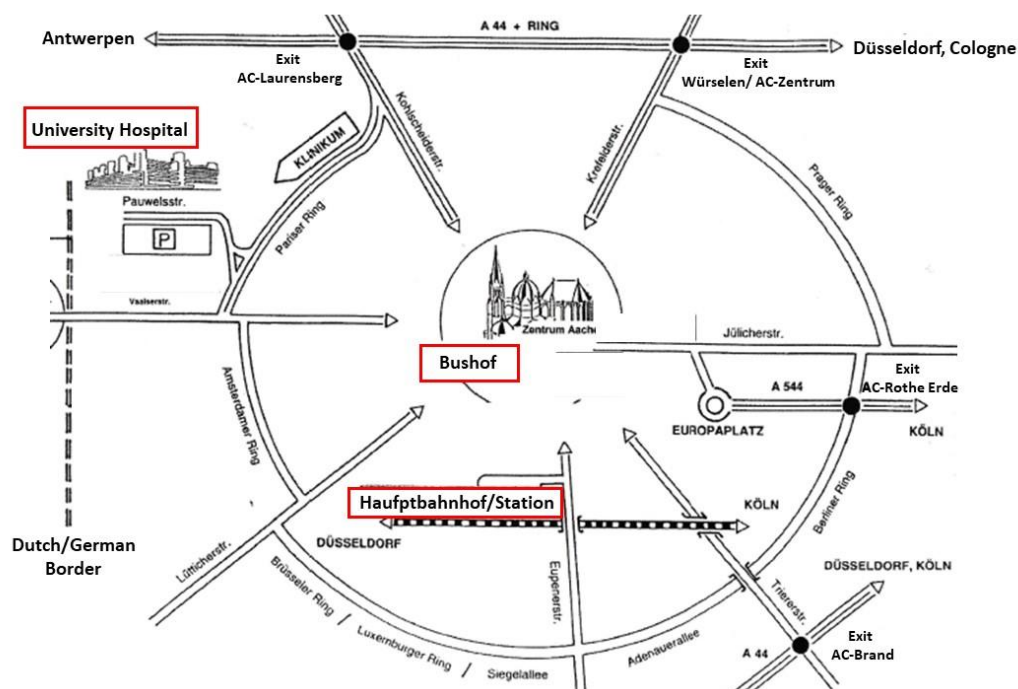 A 44 + RING
Antwerpen
Düsseldorf, Cologne
Exit
AC-Laurensberg
Exit
Würselen/ AC-Zentrum
University Hospital
KLINIKUM
Kohlscheiderstr.
Krefelderstr.
Prager Ring
Pauwelsstr.
P
Pariser Ring
Vaalserstr.
Zentrum Aache
Jülicherstr.
Bushof
Exit
AC-Rothe Erde
A 544
EUROPAPLATZ
KÖLN
Amsterdamer Ring
Haufptbahnhof/Station
KÖLN
Berliner Ring
DÜSSELDORF
Dutch/German
Border
Lütticherstr.
Brüsseler Ring /
Luxemburger Ring /
Siegelallee
Eupenerstr.
Adenauerallee
Triererstr.
DÜSSELDORF, KÖLN
A 44
Exit
AC-Brand